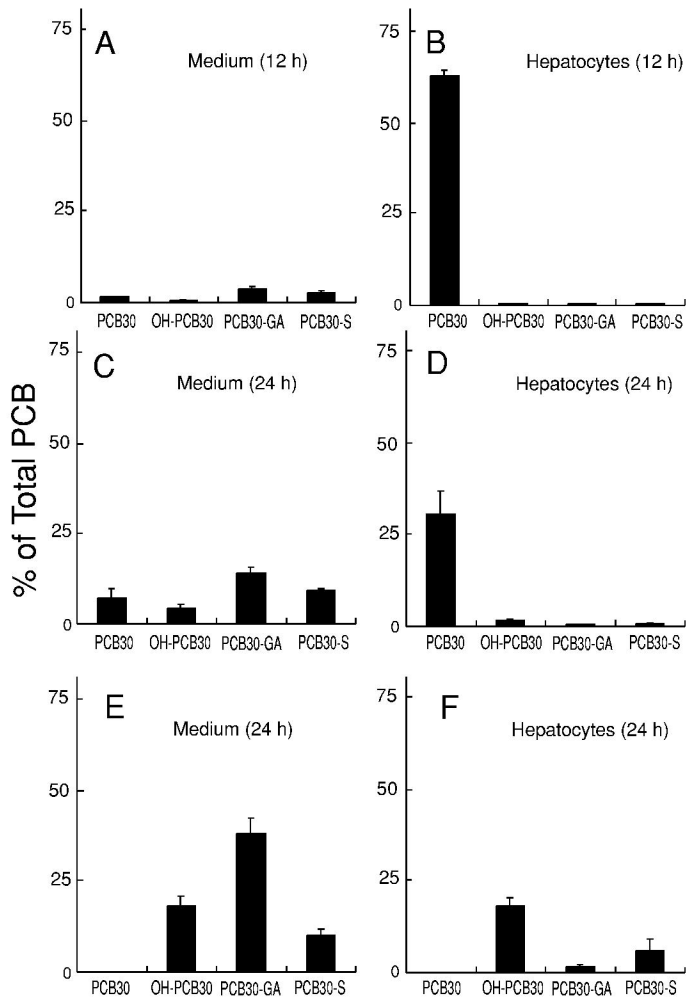 % of Total PCB
A
Medium (12 h)
75
50
25
0
PCB30 OH-PCB30 PCB30-GA PCB30-S
B
Hepatocytes (12 h)
75
50
25
0
PCB30 OH-PCB30 PCB30-GA PCB30-S
C
Medium (24 h)
75
50
25
0
PCB30 OH-PCB30 PCB30-GA PCB30-S
D
Hepatocytes (24 h)
75
50
25
0
PCB30 OH-PCB30 PCB30-GA PCB30-S
E
Medium (24 h)
75
50
25
0
PCB30 OH-PCB30 PCB30-GA PCB30-S
F
Hepatocytes (24 h)
75
50
25
0
PCB30 OH-PCB30 PCB30-GA PCB30-S